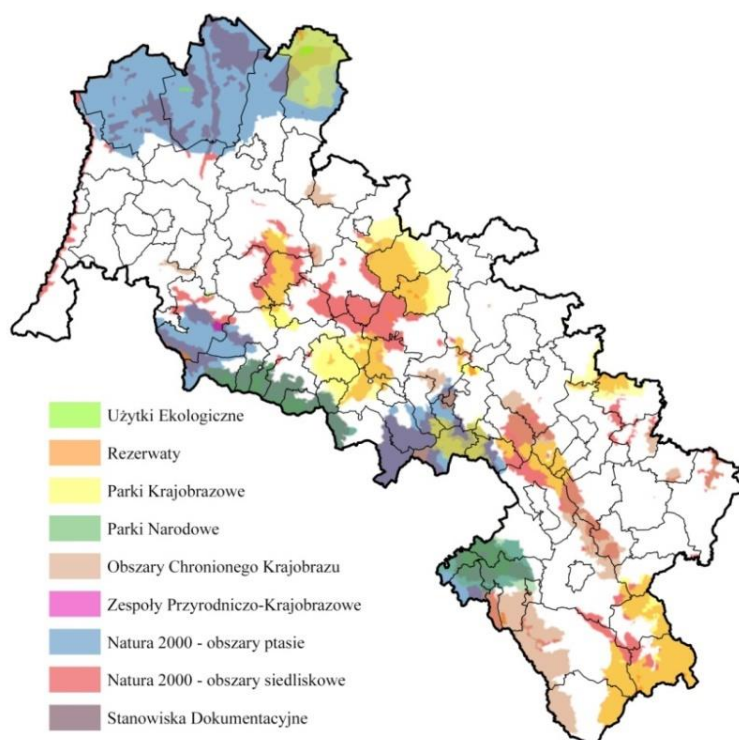 Użytki Ekologiczne
Rezerwaty
Parki Krajobrazowe
Parki Narodowe
Obszary Chronionego Krajobrazu
Zespoły Przyrodniczo-Krajobrazowe
Natura 2000 - obszary ptasie
Natura 2000 - obszary siedliskowe
Stanowiska Dokumentacyjne